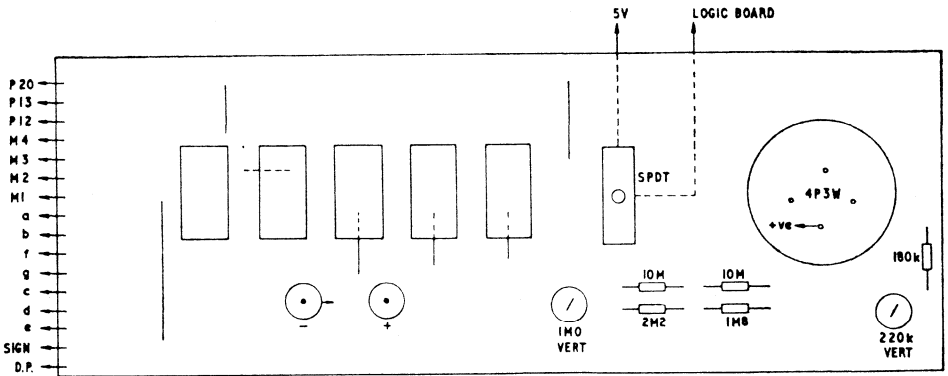 5V
LOGIC BOARD
P20
P13
P12
M4
M3
M2
M1
a
b
f
g
c
d
e
SIGN
D.P.
SPDT
4P3W
+ve
180k
10M
10M
2M2
1M8
-
+
1M0
VERT
220k
VERT